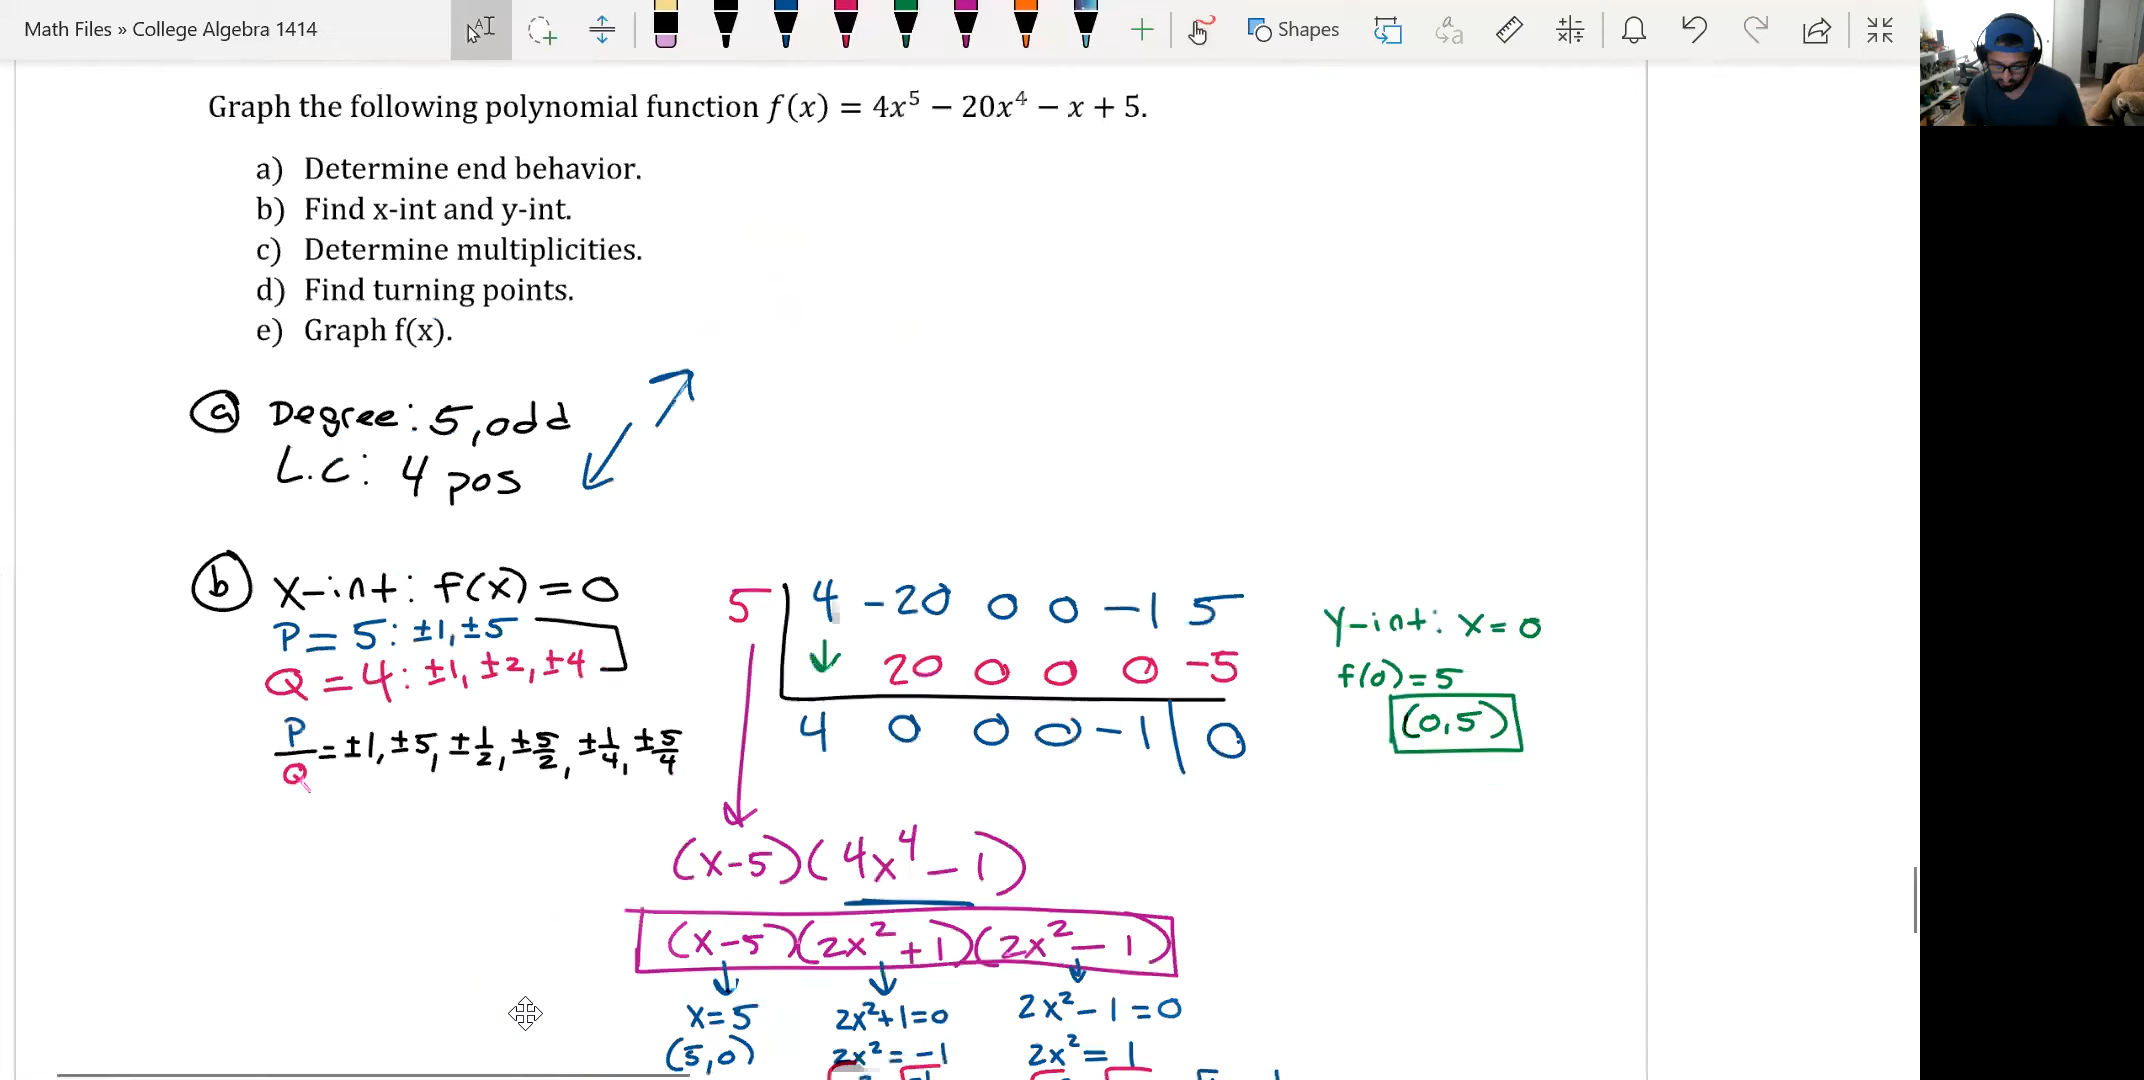 Math Files » College Algebra 1414
Shapes
Graph the following polynomial function f(x) = 4x⁵ − 20x⁴ − x + 5.
a) Determine end behavior.
b) Find x-int and y-int.
c) Determine multiplicities.
d) Find turning points.
e) Graph f(x).
a Degree: 5, odd
L.C: 4 pos
b x-int: f(x) = 0
P = 5: ±1, ±5
Q = 4: ±1, ±2, ±4
P/Q = ±1, ±5, ±1/2, ±5/2, ±1/4, ±5/4
5 | 4 -20 0 0 -1 5
↓ 20 0 0 0 -5
4 0 0 0 -1 | 0
Y-int: x = 0
f(0) = 5
(0,5)
(x-5)(4x⁴-1)
(x-5)(2x²+1)(2x²-1)
x=5 2x²+1=0 2x²-1=0
(5,0) 2x²=-1 2x²=1